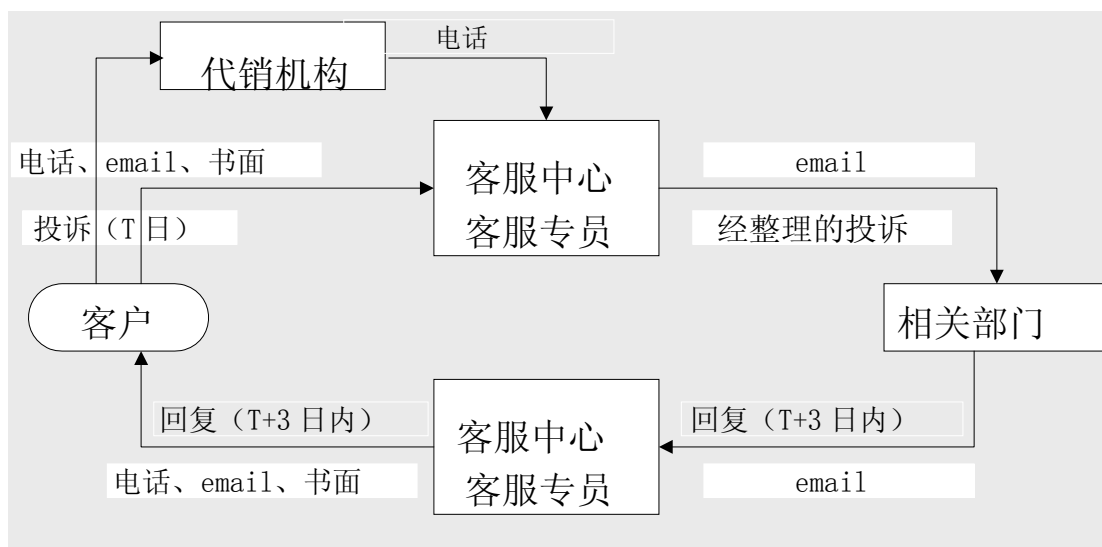 电话
代销机构
电话、email、书面
客服中心
客服专员
email
投诉（T 日）
经整理的投诉
客户
相关部门
回复（T+3 日内）
客服中心
客服专员
回复（T+3 日内）
电话、email、书面
email